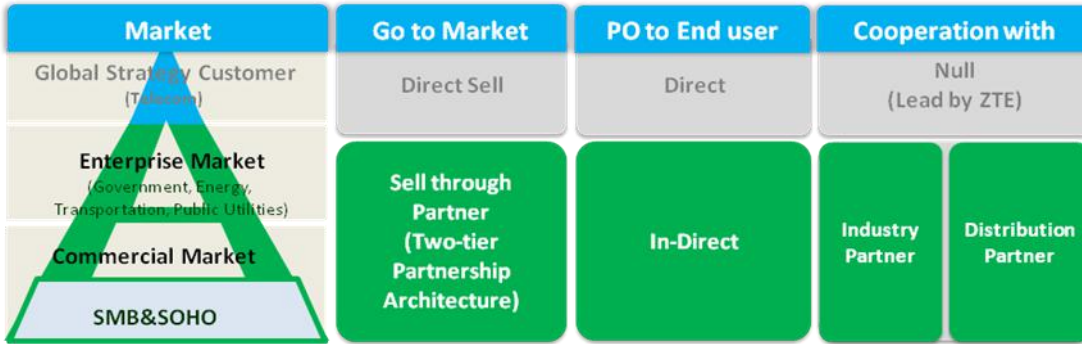 Market
Go to Market
PO to End user
Cooperation with
Global Strategy Customer
(Telecom)
Direct Sell
Direct
Null
(Lead by ZTE)
Enterprise Market
(Government, Energy,
Transportation, Public Utilities)
Commercial Market
SMB&SOHO
Sell through
Partner
(Two-tier
Partnership
Architecture)
In-Direct
Industry
Partner
Distribution
Partner